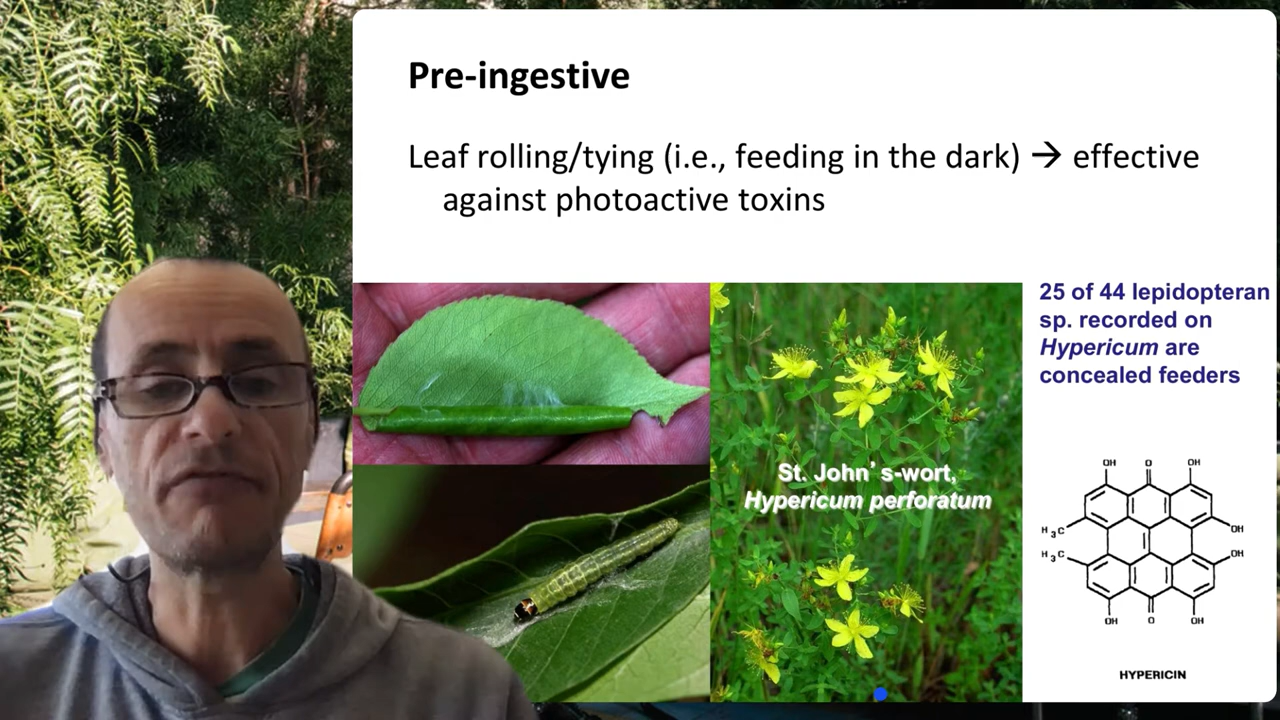 Pre-ingestive
Leaf rolling/tying (i.e., feeding in the dark) → effective
against photoactive toxins
25 of 44 lepidopteran
sp. recorded on
Hypericum are
concealed feeders
St. John's-wort,
Hypericum perforatum
OH O OH
H3C OH
H3C OH
OH O OH
HYPERICIN